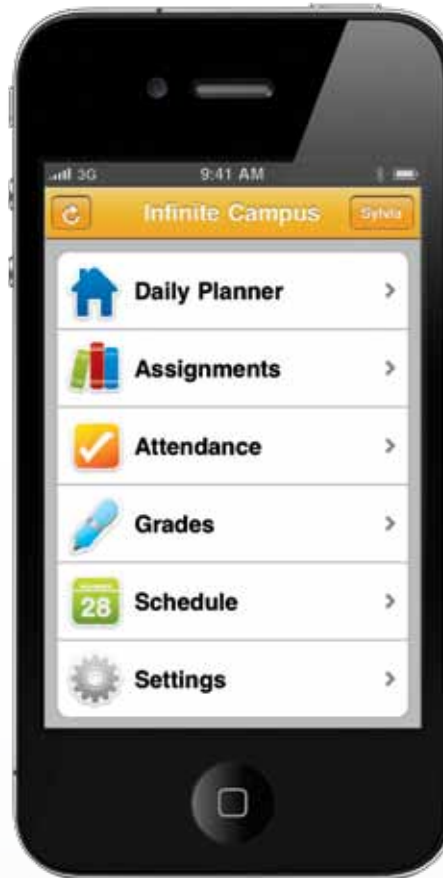 3G
9:41 AM
Infinite Campus
Sylvia
Daily Planner
Assignments
Attendance
Grades
28
Schedule
Settings